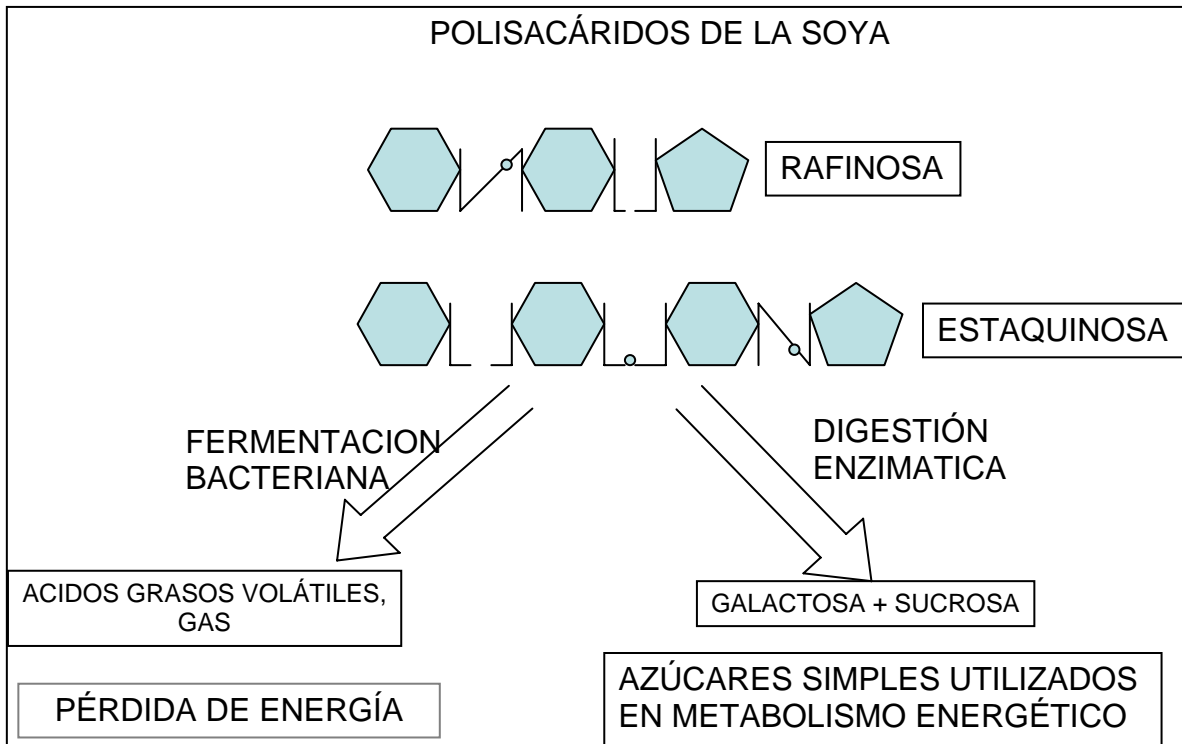 POLISACÁRIDOS DE LA SOYA
RAFINOSA
ESTAQUINOSA
FERMENTACION
BACTERIANA
DIGESTIÓN
ENZIMATICA
ACIDOS GRASOS VOLÁTILES,
GAS
GALACTOSA + SUCROSA
PÉRDIDA DE ENERGÍA
AZÚCARES SIMPLES UTILIZADOS
EN METABOLISMO ENERGÉTICO